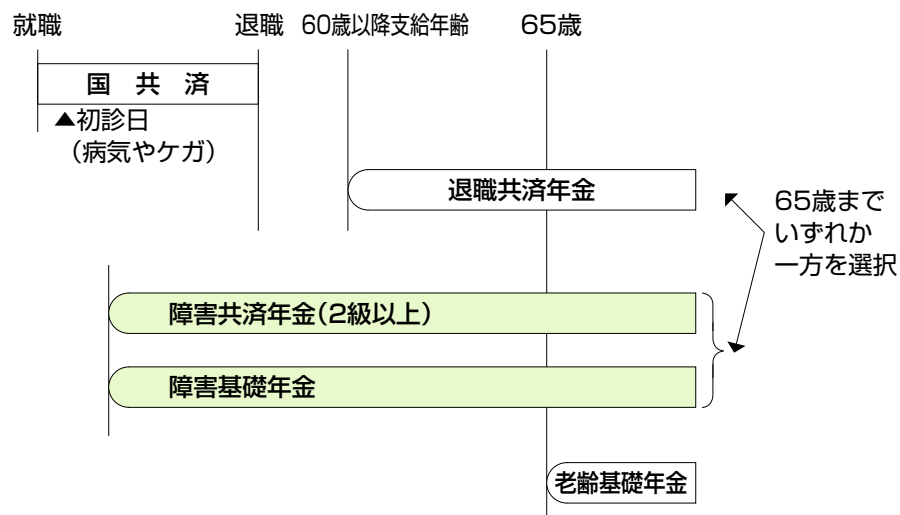 就職 退職 60歳以降支給年齢 65歳
国 共 済
▲初診日
（病気やケガ）
退職共済年金
65歳まで
いずれか
一方を選択
障害共済年金（2級以上）
障害基礎年金
老齢基礎年金